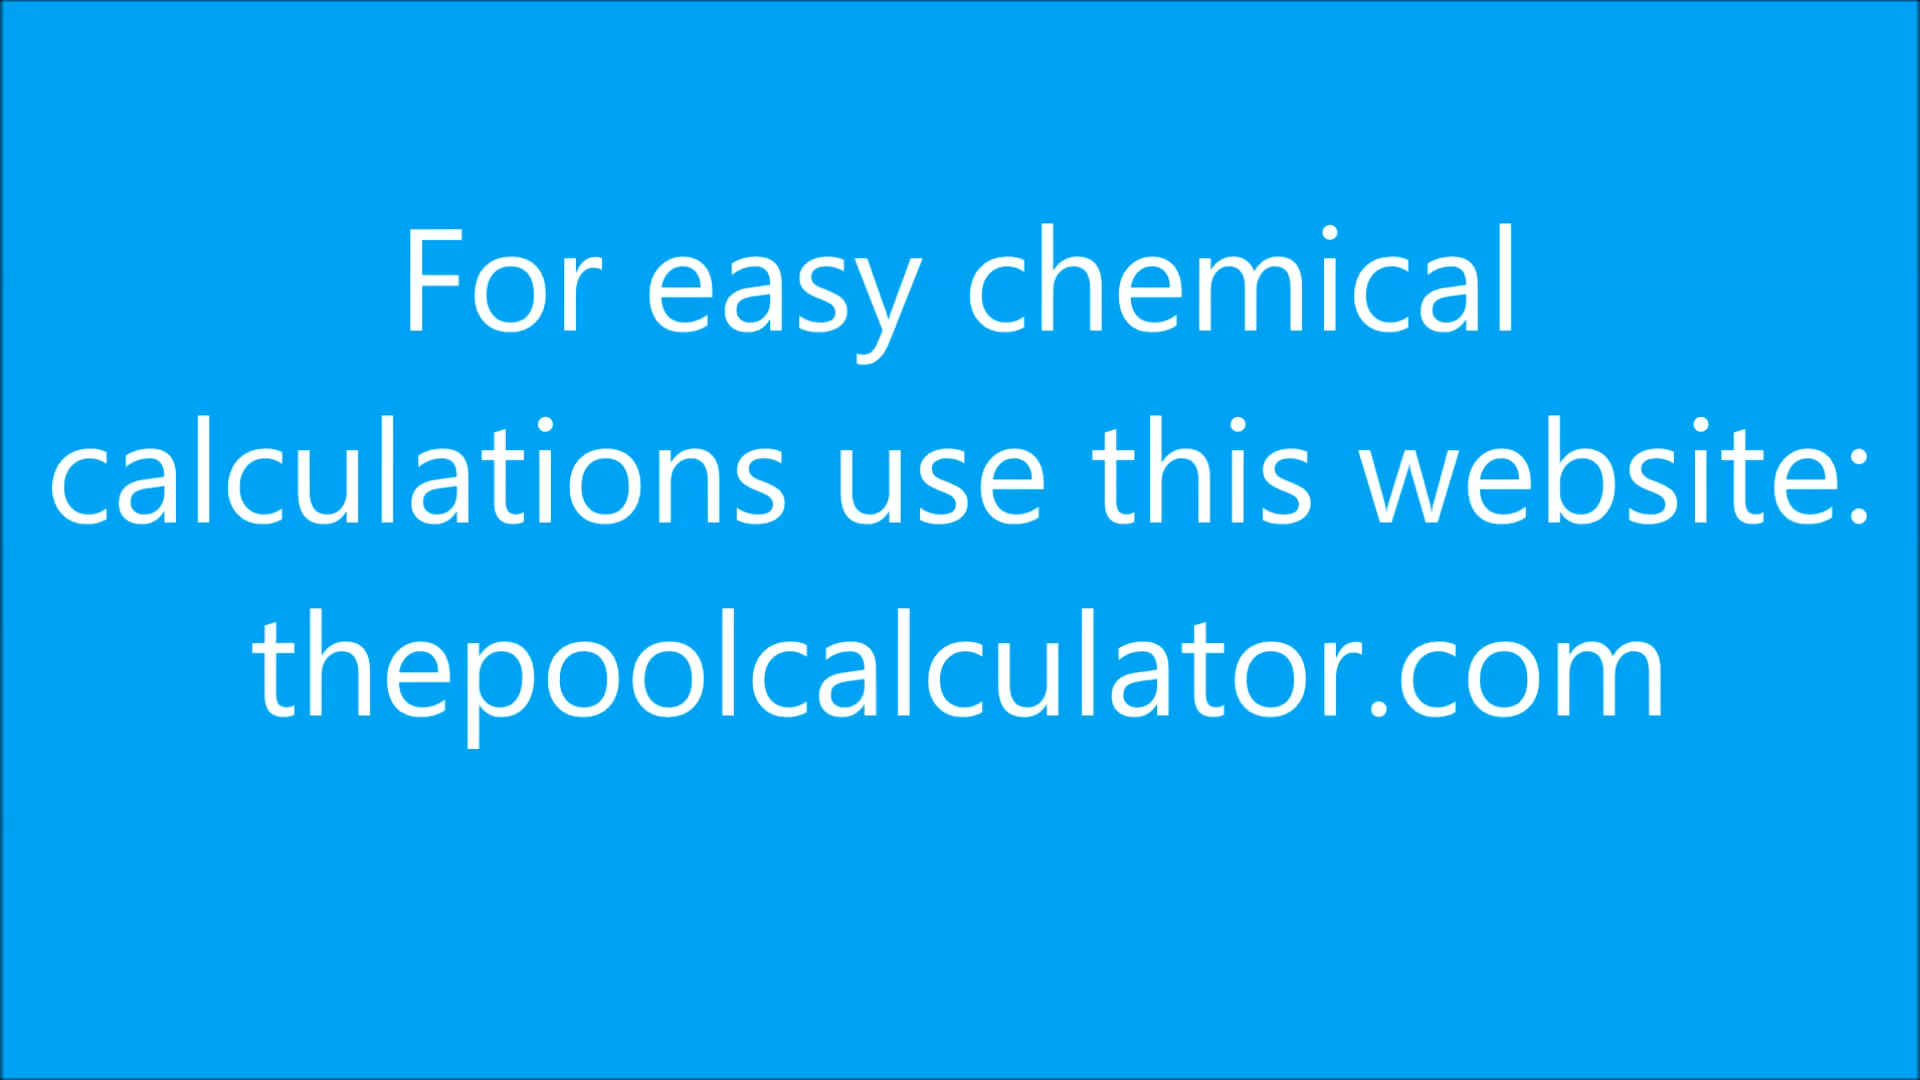 For easy chemical
calculations use this website:
thepoolcalculator.com